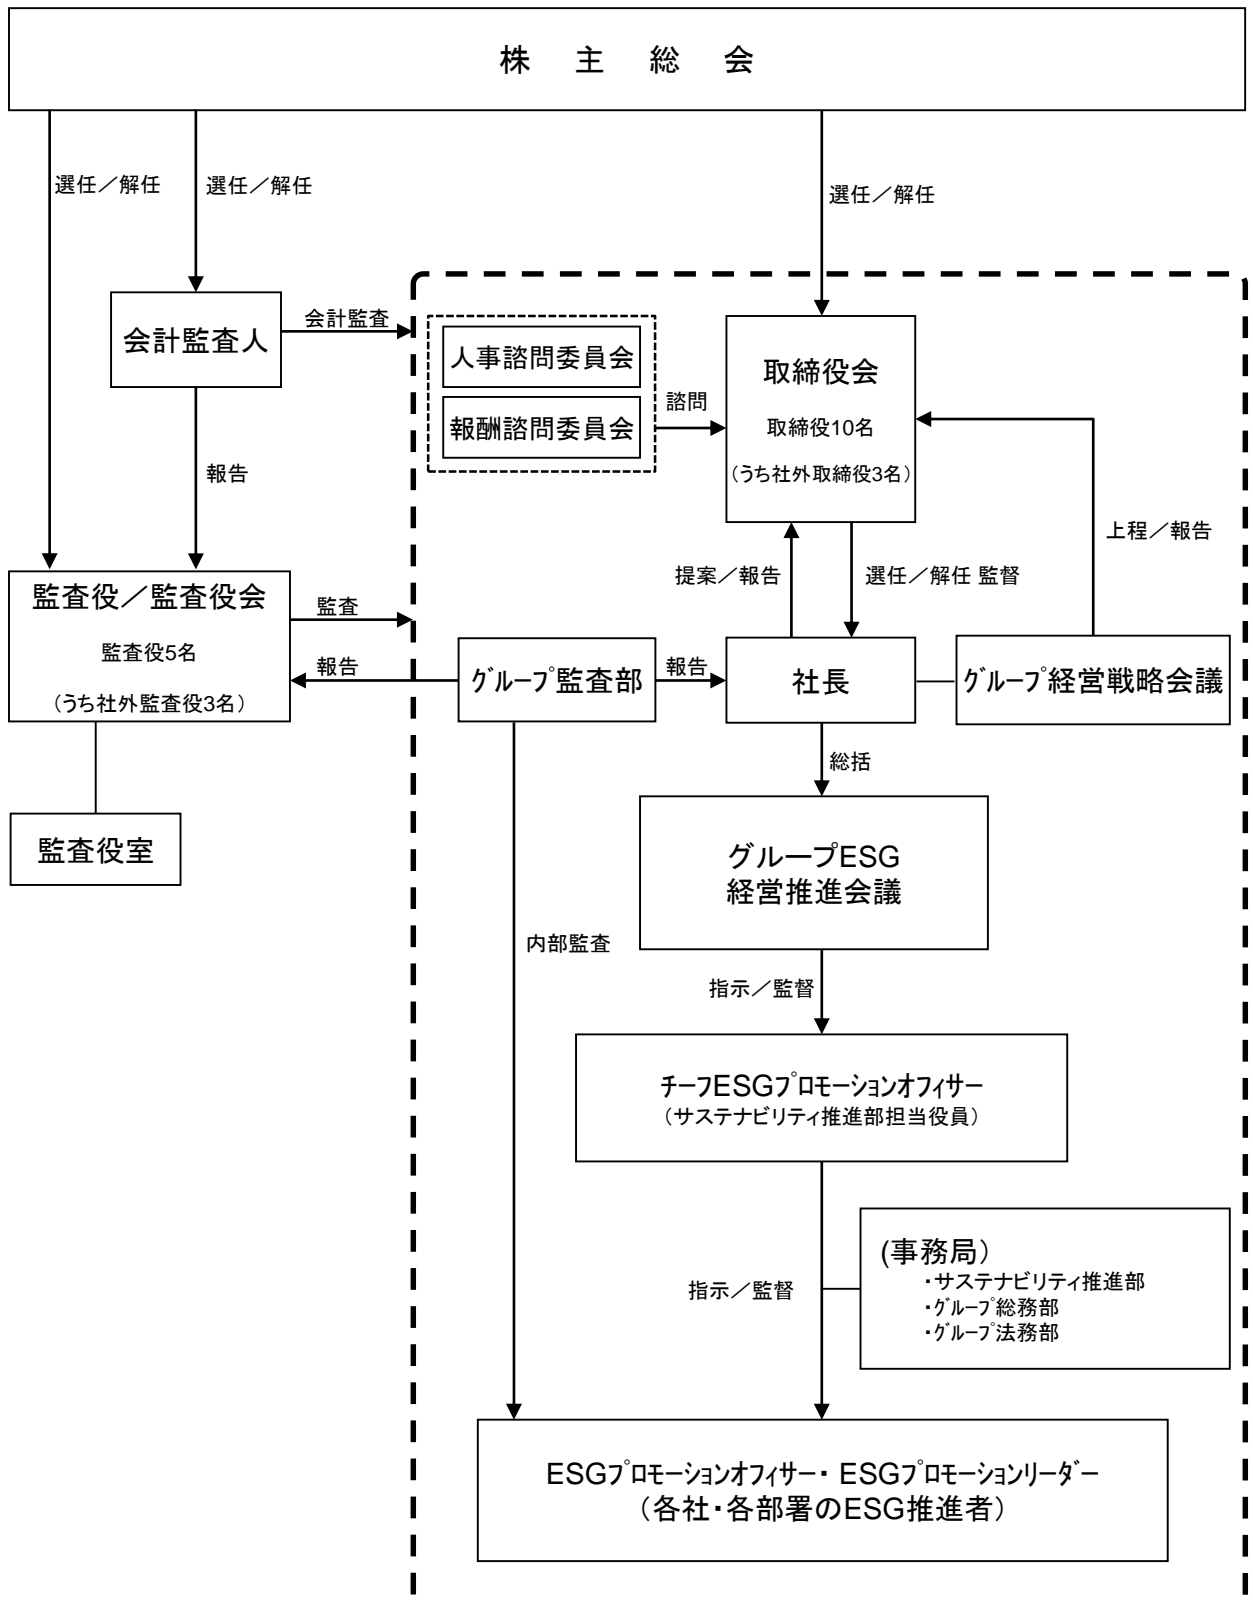 株 主 総 会
選任／解任
選任／解任
選任／解任
会計監査人
会計監査
人事諮問委員会
報酬諮問委員会
諮問
取締役会
取締役10名
（うち社外取締役3名）
報告
上程／報告
提案／報告
選任／解任 監督
監査役／監査役会
監査役5名
（うち社外監査役3名）
監査
報告
グループ監査部
報告
社長
グループ経営戦略会議
総括
監査役室
グループESG
経営推進会議
内部監査
指示／監督
チーフESGプロモーションオフィサー
（サステナビリティ推進部担当役員）
(事務局）
・サステナビリティ推進部
・グループ総務部
・グループ法務部
指示／監督
ESGプロモーションオフィサー・ ESGプロモーションリーダー
（各社・各部署のESG推進者）